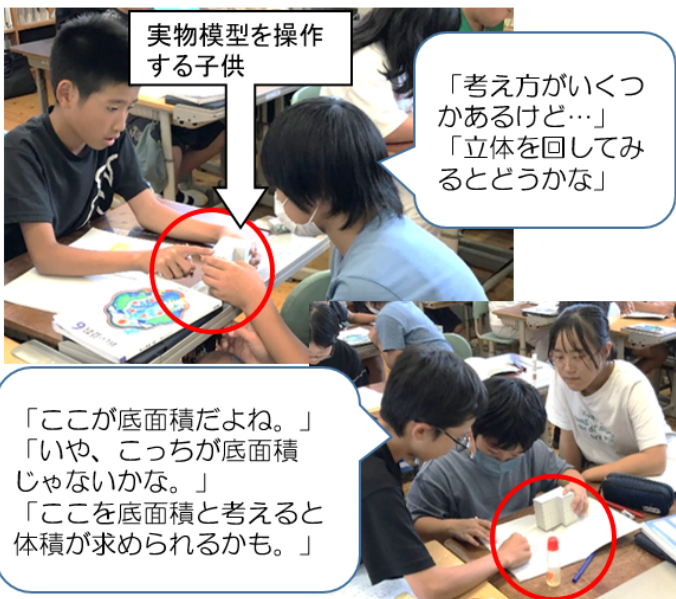 実物模型を操作
する子供
「考え方がいくつ
かあるけど…」
「立体を回してみ
るとどうかな」
「ここが底面積だよね。」
「いや、こっちが底面積
じゃないかな。」
「ここを底面積と考えると
体積が求められるかも。」